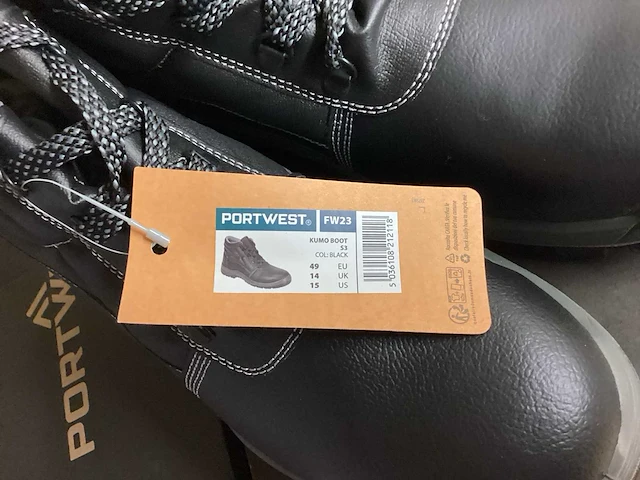 PORTWEST® FW23
KUMO BOOT
S3
COL: BLACK
49 EU
14 UK
15 US
5 036108 212118
PORTW